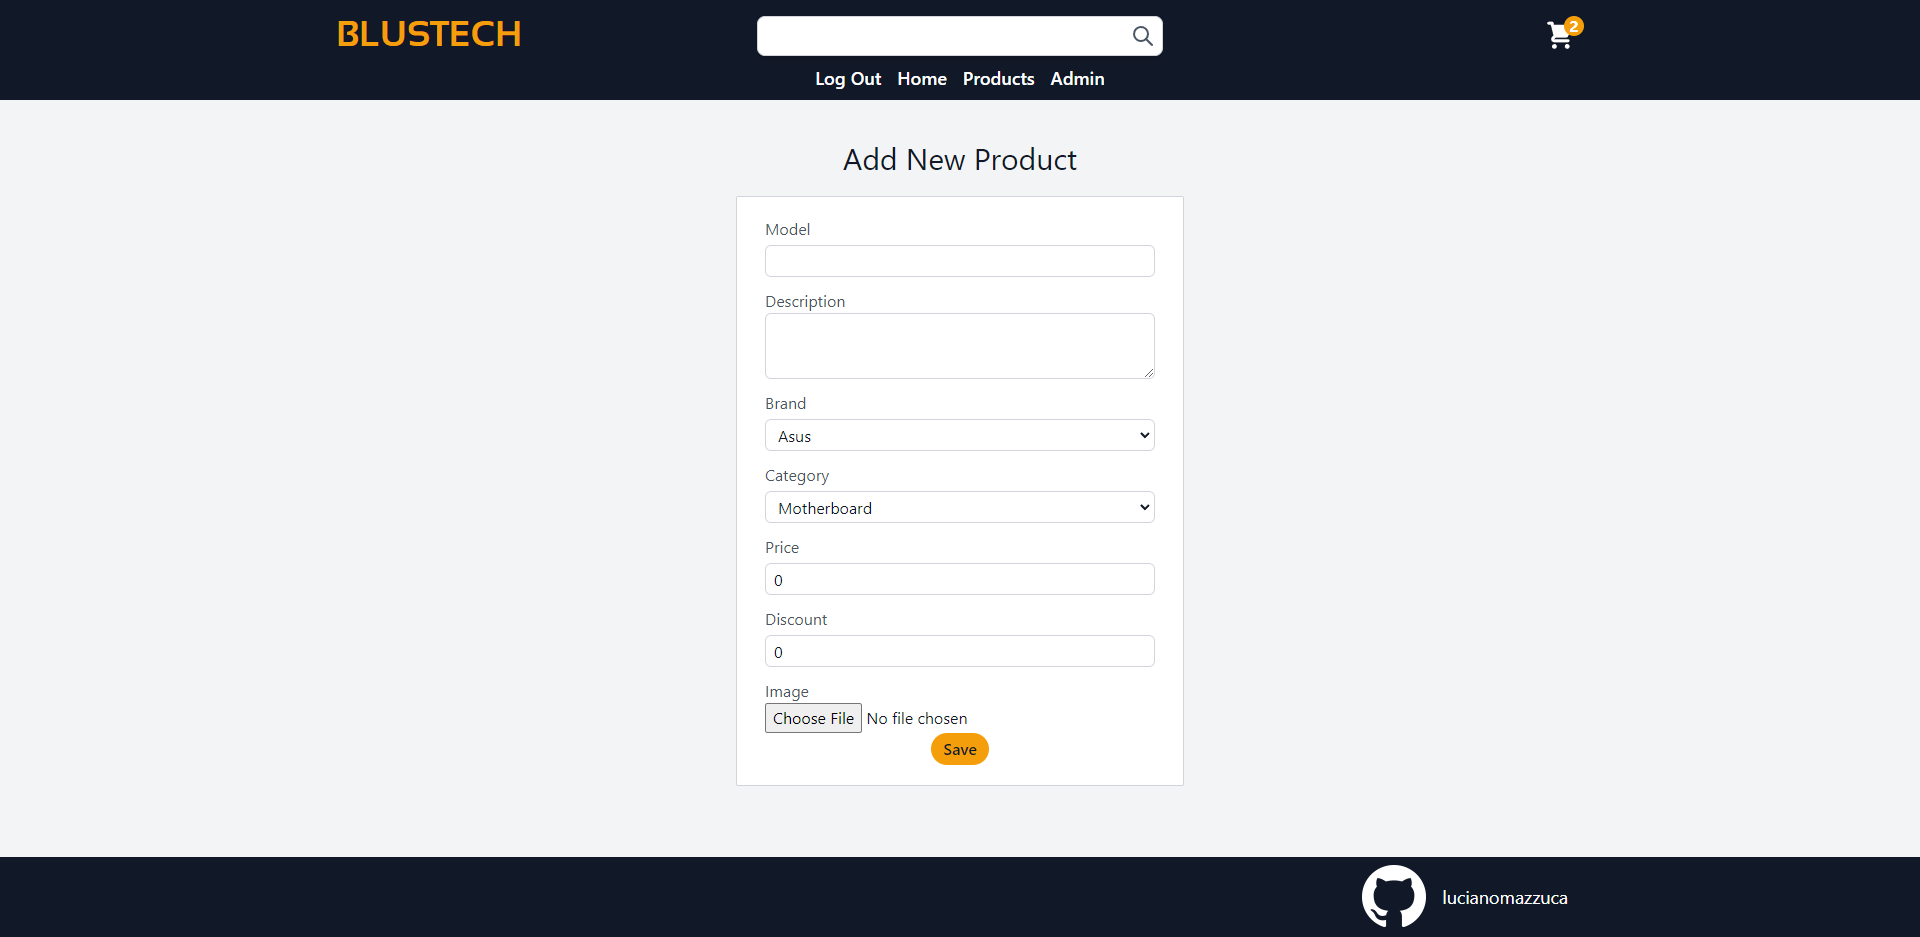 BLUSTECH
2
Log Out Home Products Admin
Add New Product
Model
Description
Brand
Asus
Category
Motherboard
Price
0
Discount
0
Image
Choose File No file chosen
Save
lucianomazzuca